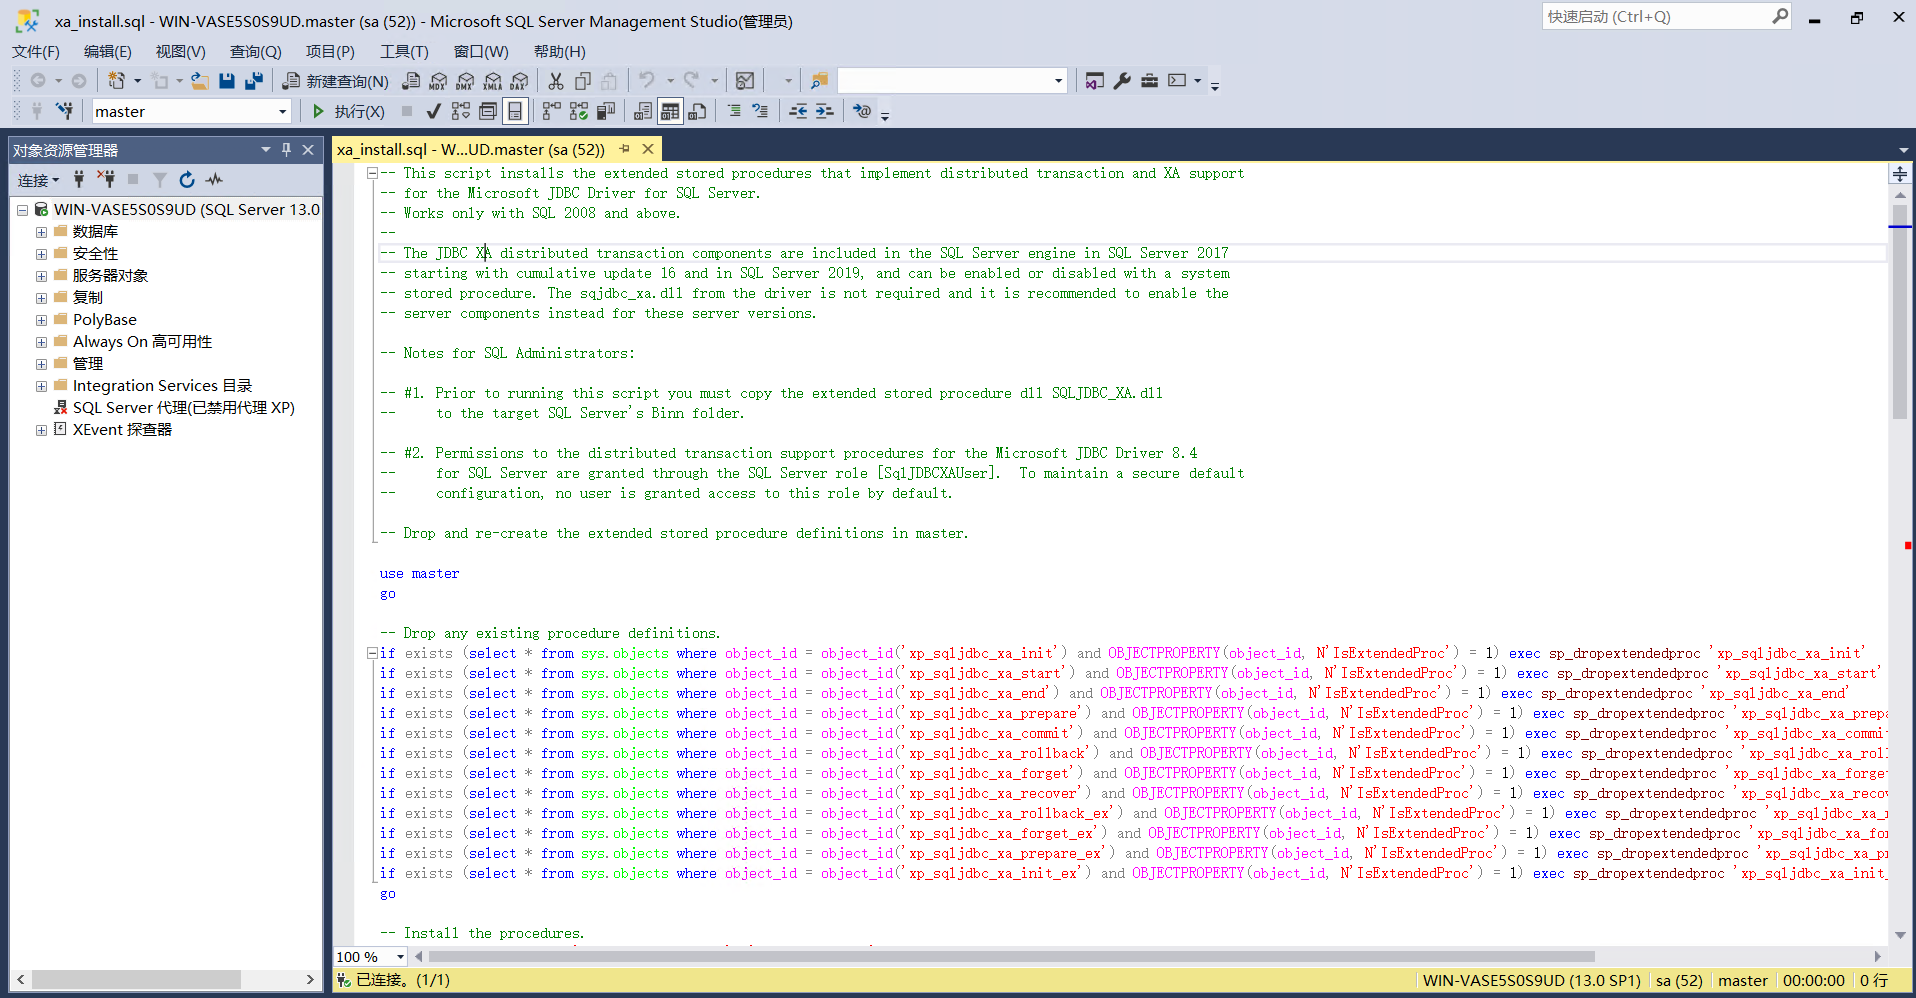 xa_install.sql - WIN-VASE5S0S9UD.master (sa (52)) - Microsoft SQL Server Management Studio(管理员)
快速启动 (Ctrl+Q)
文件(F) 编辑(E) 视图(V) 查询(Q) 项目(P) 工具(T) 窗口(W) 帮助(H)
新建查询(N) MDX DMX XMLA DAX
master 执行(X)
对象资源管理器
连接
WIN-VASE5S0S9UD (SQL Server 13.0
数据库
安全性
服务器对象
复制
PolyBase
Always On 高可用性
管理
Integration Services 目录
SQL Server 代理(已禁用代理 XP)
XEvent 探查器
xa_install.sql - W...UD.master (sa (52))
-- This script installs the extended stored procedures that implement distributed transaction and XA support
-- for the Microsoft JDBC Driver for SQL Server.
-- Works only with SQL 2008 and above.
--
-- The JDBC XA distributed transaction components are included in the SQL Server engine in SQL Server 2017
-- starting with cumulative update 16 and in SQL Server 2019, and can be enabled or disabled with a system
-- stored procedure. The sqjdbc_xa.dll from the driver is not required and it is recommended to enable the
-- server components instead for these server versions.
-- Notes for SQL Administrators:
-- #1. Prior to running this script you must copy the extended stored procedure dll SQLJDBC_XA.dll
-- to the target SQL Server's Binn folder.
-- #2. Permissions to the distributed transaction support procedures for the Microsoft JDBC Driver 8.4
-- for SQL Server are granted through the SQL Server role [SqlJDBCXAUser]. To maintain a secure default
-- configuration, no user is granted access to this role by default.
-- Drop and re-create the extended stored procedure definitions in master.
use master
go
-- Drop any existing procedure definitions.
if exists (select * from sys.objects where object_id = object_id('xp_sqljdbc_xa_init') and OBJECTPROPERTY(object_id, N'IsExtendedProc') = 1) exec sp_dropextendedproc 'xp_sqljdbc_xa_init'
if exists (select * from sys.objects where object_id = object_id('xp_sqljdbc_xa_start') and OBJECTPROPERTY(object_id, N'IsExtendedProc') = 1) exec sp_dropextendedproc 'xp_sqljdbc_xa_start'
if exists (select * from sys.objects where object_id = object_id('xp_sqljdbc_xa_end') and OBJECTPROPERTY(object_id, N'IsExtendedProc') = 1) exec sp_dropextendedproc 'xp_sqljdbc_xa_end'
if exists (select * from sys.objects where object_id = object_id('xp_sqljdbc_xa_prepare') and OBJECTPROPERTY(object_id, N'IsExtendedProc') = 1) exec sp_dropextendedproc 'xp_sqljdbc_xa_prepa
if exists (select * from sys.objects where object_id = object_id('xp_sqljdbc_xa_commit') and OBJECTPROPERTY(object_id, N'IsExtendedProc') = 1) exec sp_dropextendedproc 'xp_sqljdbc_xa_commit
if exists (select * from sys.objects where object_id = object_id('xp_sqljdbc_xa_rollback') and OBJECTPROPERTY(object_id, N'IsExtendedProc') = 1) exec sp_dropextendedproc 'xp_sqljdbc_xa_roll
if exists (select * from sys.objects where object_id = object_id('xp_sqljdbc_xa_forget') and OBJECTPROPERTY(object_id, N'IsExtendedProc') = 1) exec sp_dropextendedproc 'xp_sqljdbc_xa_forget
if exists (select * from sys.objects where object_id = object_id('xp_sqljdbc_xa_recover') and OBJECTPROPERTY(object_id, N'IsExtendedProc') = 1) exec sp_dropextendedproc 'xp_sqljdbc_xa_recov
if exists (select * from sys.objects where object_id = object_id('xp_sqljdbc_xa_rollback_ex') and OBJECTPROPERTY(object_id, N'IsExtendedProc') = 1) exec sp_dropextendedproc 'xp_sqljdbc_xa_r
if exists (select * from sys.objects where object_id = object_id('xp_sqljdbc_xa_forget_ex') and OBJECTPROPERTY(object_id, N'IsExtendedProc') = 1) exec sp_dropextendedproc 'xp_sqljdbc_xa_for
if exists (select * from sys.objects where object_id = object_id('xp_sqljdbc_xa_prepare_ex') and OBJECTPROPERTY(object_id, N'IsExtendedProc') = 1) exec sp_dropextendedproc 'xp_sqljdbc_xa_pr
if exists (select * from sys.objects where object_id = object_id('xp_sqljdbc_xa_init_ex') and OBJECTPROPERTY(object_id, N'IsExtendedProc') = 1) exec sp_dropextendedproc 'xp_sqljdbc_xa_init_
go
-- Install the procedures.
100 %
已连接。(1/1) WIN-VASE5S0S9UD (13.0 SP1) sa (52) master 00:00:00 0 行